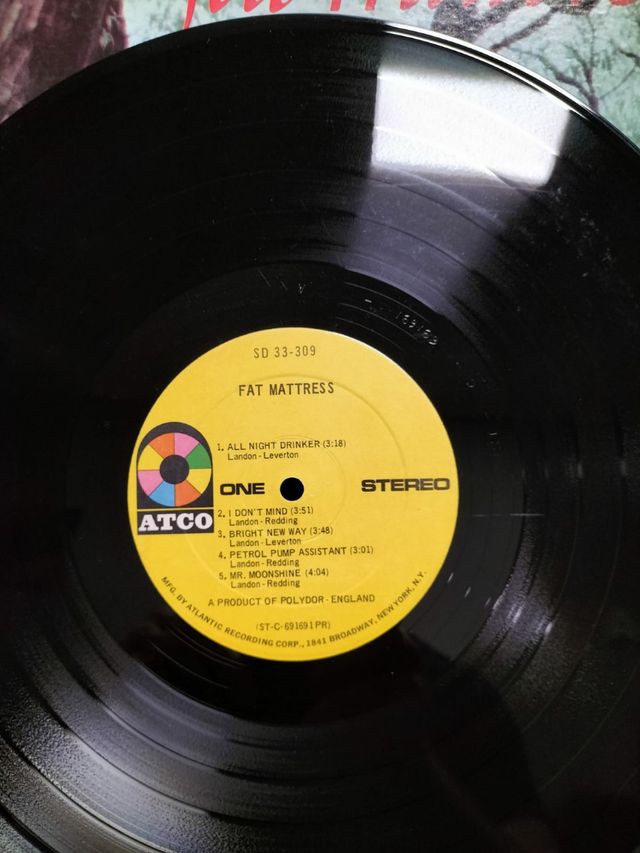 SD 33-309
FAT MATTRESS
1. ALL NIGHT DRINKER (3:18)
Landon-Leverton
ATCO
ONE
STEREO
2. I DON'T MIND (3:51)
Landon-Redding
3. BRIGHT NEW WAY (3:48)
Landon-Leverton
4. PETROL PUMP ASSISTANT (3:01)
Landon-Redding
5. MR. MOONSHINE (4:04)
Landon-Redding
A PRODUCT OF POLYDOR-ENGLAND
(ST-C-691691PR)
MFG. BY ATLANTIC RECORDING CORP., 1841 BROADWAY, NEW YORK, N.Y.